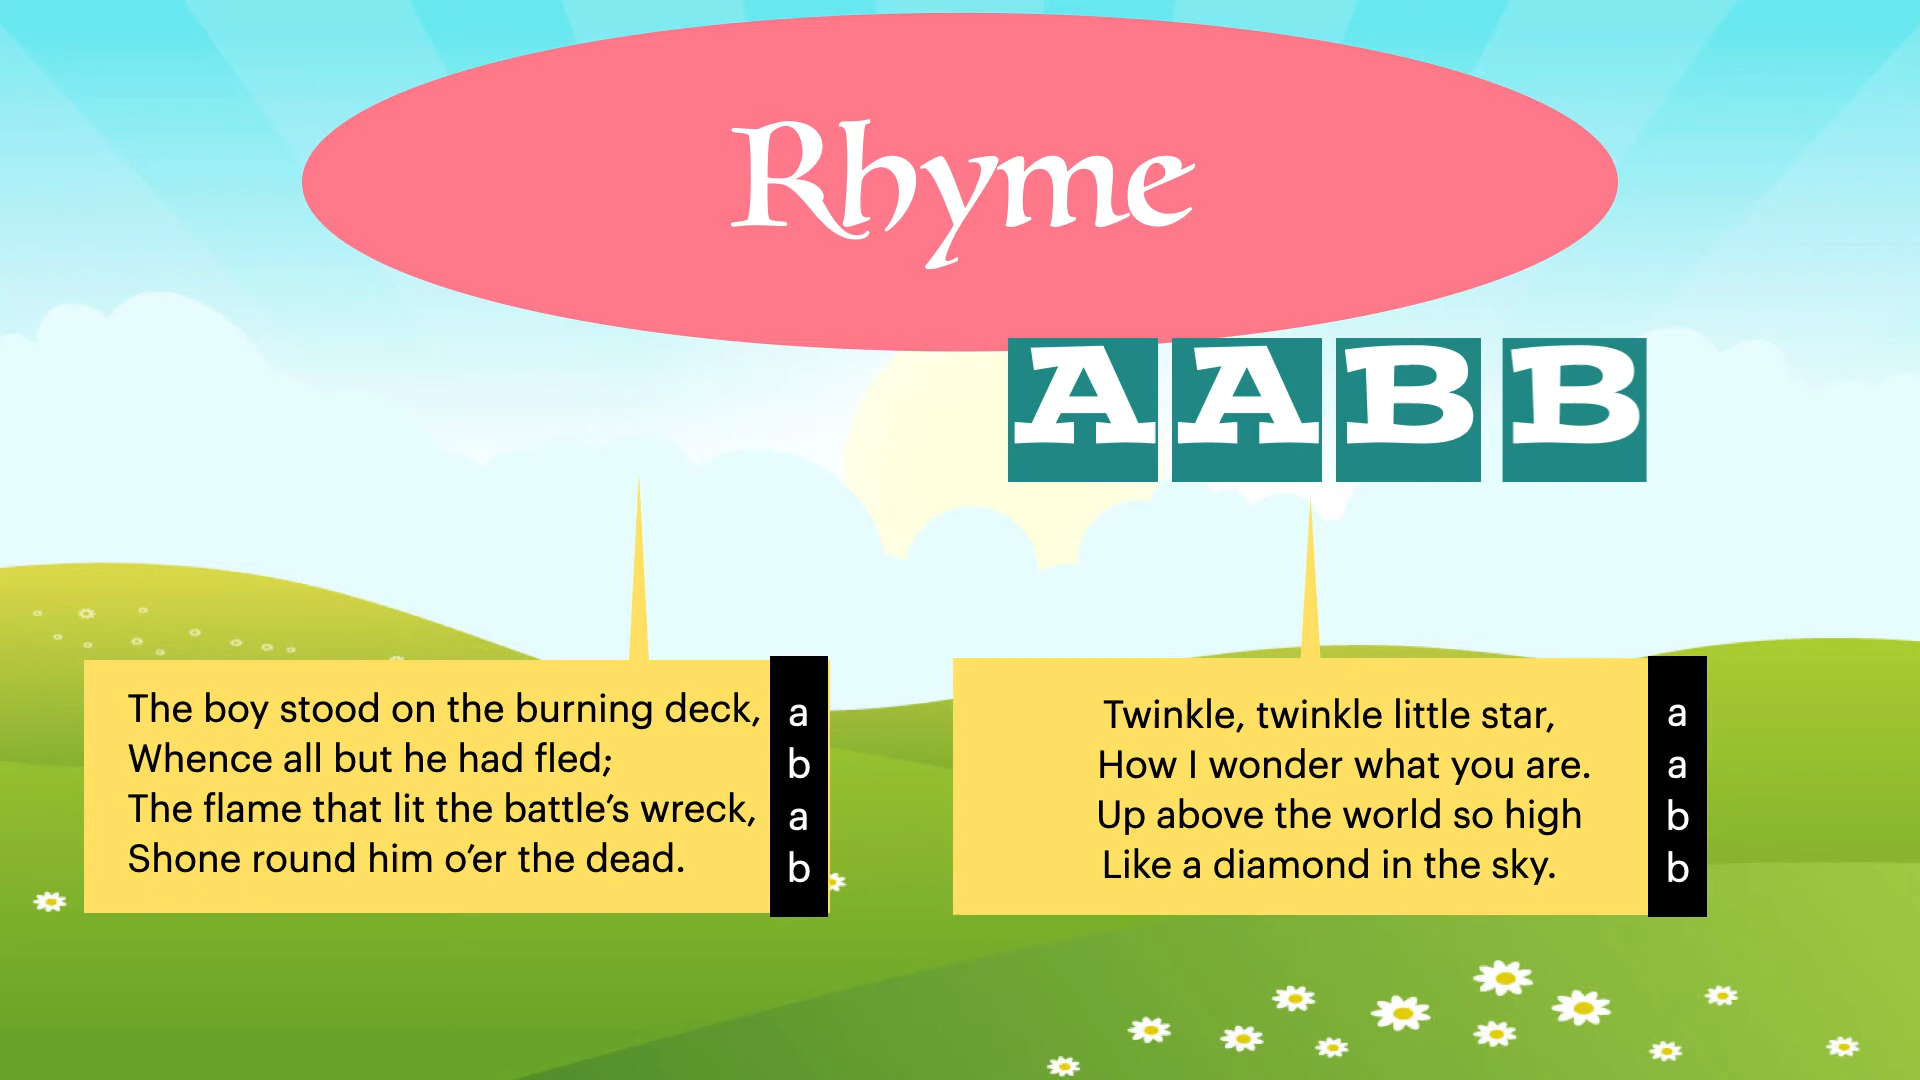 Rhyme
AABB
The boy stood on the burning deck,
Whence all but he had fled;
The flame that lit the battle’s wreck,
Shone round him o’er the dead.
a
b
a
b
Twinkle, twinkle little star,
How I wonder what you are.
Up above the world so high
Like a diamond in the sky.
a
a
b
b